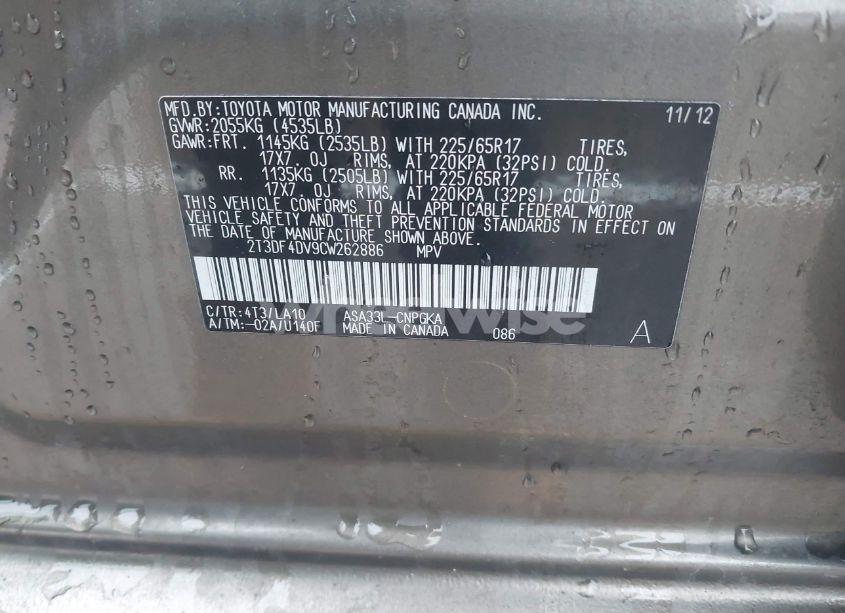 MFD.BY:TOYOTA MOTOR MANUFACTURING CANADA INC. 11/12
GVWR:2055KG (4535LB)
GAWR:FRT. 1145KG (2535LB) WITH 225/65R17 TIRES,
17X7. 0J RIMS, AT 220KPA (32PSI) COLD.
RR. 1135KG (2505LB) WITH 225/65R17 TIRES,
17X7. 0J RIMS, AT 220KPA (32PSI) COLD.
THIS VEHICLE CONFORMS TO ALL APPLICABLE FEDERAL MOTOR
VEHICLE SAFETY AND THEFT PREVENTION STANDARDS IN EFFECT ON
THE DATE OF MANUFACTURE SHOWN ABOVE.
2T3DF4DV9CW262886 MPV
C/TR:4T3/LA10 ASA33L-CNPGKA
A/TM:-02A/U140F MADE IN CANADA 086 A
wheelwise